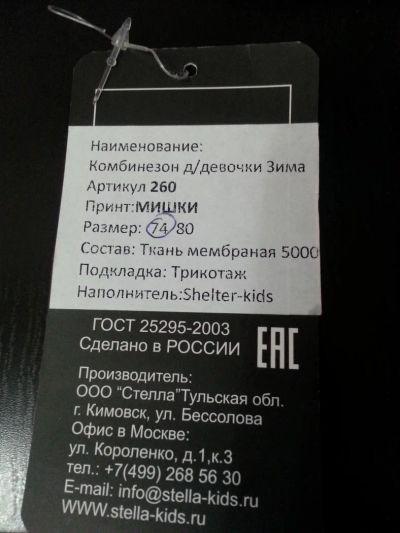 Наименование:
Комбинезон д/девочки Зима
Артикул 260
Принт:МИШКИ
Размер: 74 80
Состав: Ткань мембраная 5000
Подкладка: Трикотаж
Наполнитель:Shelter-kids
ГОСТ 25295-2003
Сделано в РОССИИ
ЕАС
Производитель:
ООО "Стелла"Тульская обл.
г. Кимовск, ул. Бессолова
Офис в Москве:
ул. Короленко, д.1,к.3
тел.: +7(499) 268 56 30
E-mail: info@stella-kids.ru
www.stella-kids.ru